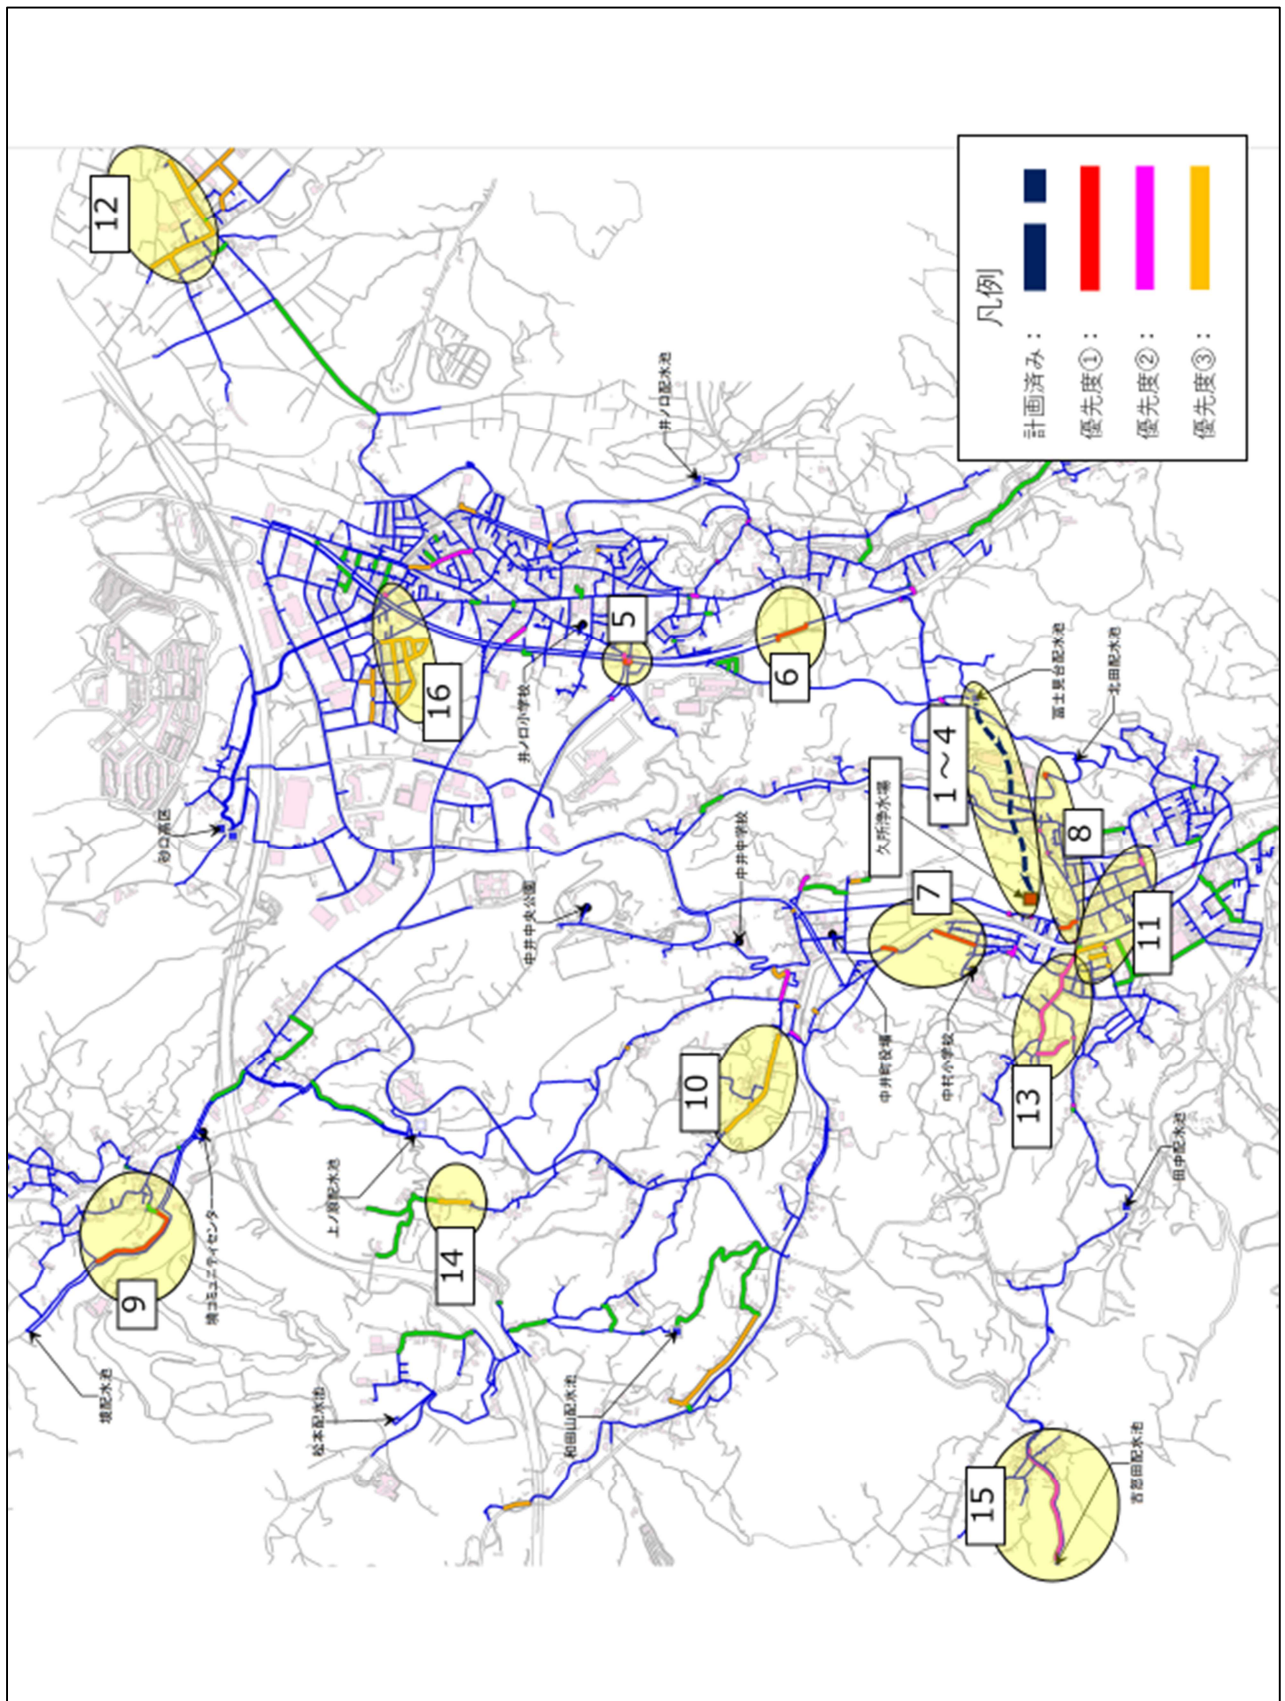 凡例
計画済み：
優先度①：
優先度②：
優先度③：
境配水池
9
境コミュニティセンター
松本配水池
14
上ノ原配水池
和田山配水池
15
古怒田配水池
田中配水池
10
13
中井町役場
中村小学校
中井中央公園
中井中学校
7
久所浄水場
11
8
1～4
富士見台配水池
北田配水池
砂口高区
16
井ノ口小学校
5
6
井ノ口配水池
12